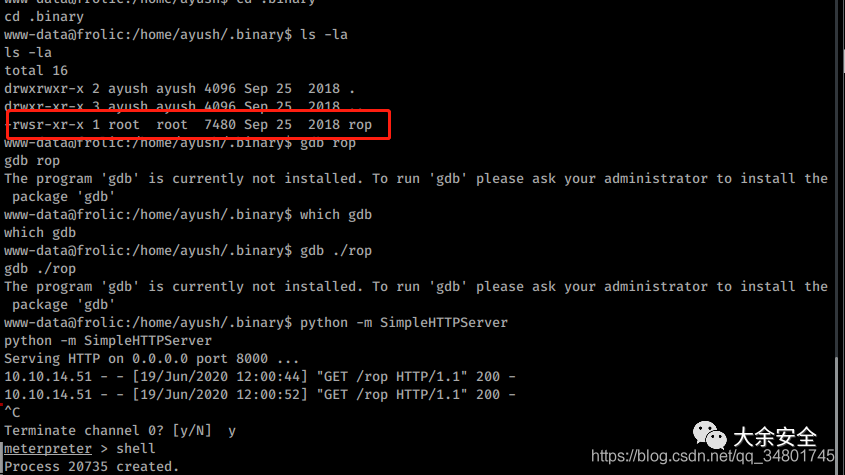 www-data@frolic:/home/ayush/.binary$ cd .binary
cd .binary
www-data@frolic:/home/ayush/.binary$ ls -la
ls -la
total 16
drwxrwxr-x 2 ayush ayush 4096 Sep 25  2018 .
drwxr-xr-x 3 ayush ayush 4096 Sep 25  2018 ..
-rwsr-xr-x 1 root  root  7480 Sep 25  2018 rop
www-data@frolic:/home/ayush/.binary$ gdb rop
gdb rop
The program 'gdb' is currently not installed. To run 'gdb' please ask your administrator to install the
 package 'gdb'
www-data@frolic:/home/ayush/.binary$ which gdb
which gdb
www-data@frolic:/home/ayush/.binary$ gdb ./rop
gdb ./rop
The program 'gdb' is currently not installed. To run 'gdb' please ask your administrator to install the
 package 'gdb'
www-data@frolic:/home/ayush/.binary$ python -m SimpleHTTPServer
python -m SimpleHTTPServer
Serving HTTP on 0.0.0.0 port 8000 ...
10.10.14.51 - - [19/Jun/2020 12:00:44] "GET /rop HTTP/1.1" 200 -
10.10.14.51 - - [19/Jun/2020 12:00:52] "GET /rop HTTP/1.1" 200 -
^C
Terminate channel 0? [y/N]  y
meterpreter > shell
Process 20735 created.
大余安全
https://blog.csdn.net/qq_34801745